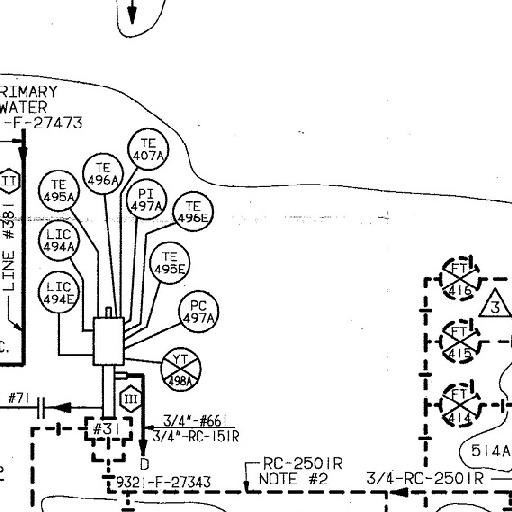 RIMARY
WATER
-F-27473
TT
LINE #381
C.
TE
407A
TE
496A
TE
495A
PI
497A
TE
496E
LIC
494A
TE
495E
LIC
494E
PC
497A
YT
498A
FT
416
3
FT
415
FT
414
#71
III
#31
3/4"-#661
3/4"-RC-151R
D
514A
RC-2501R
NOTE #2
9321-F-27343
3/4-RC-2501R